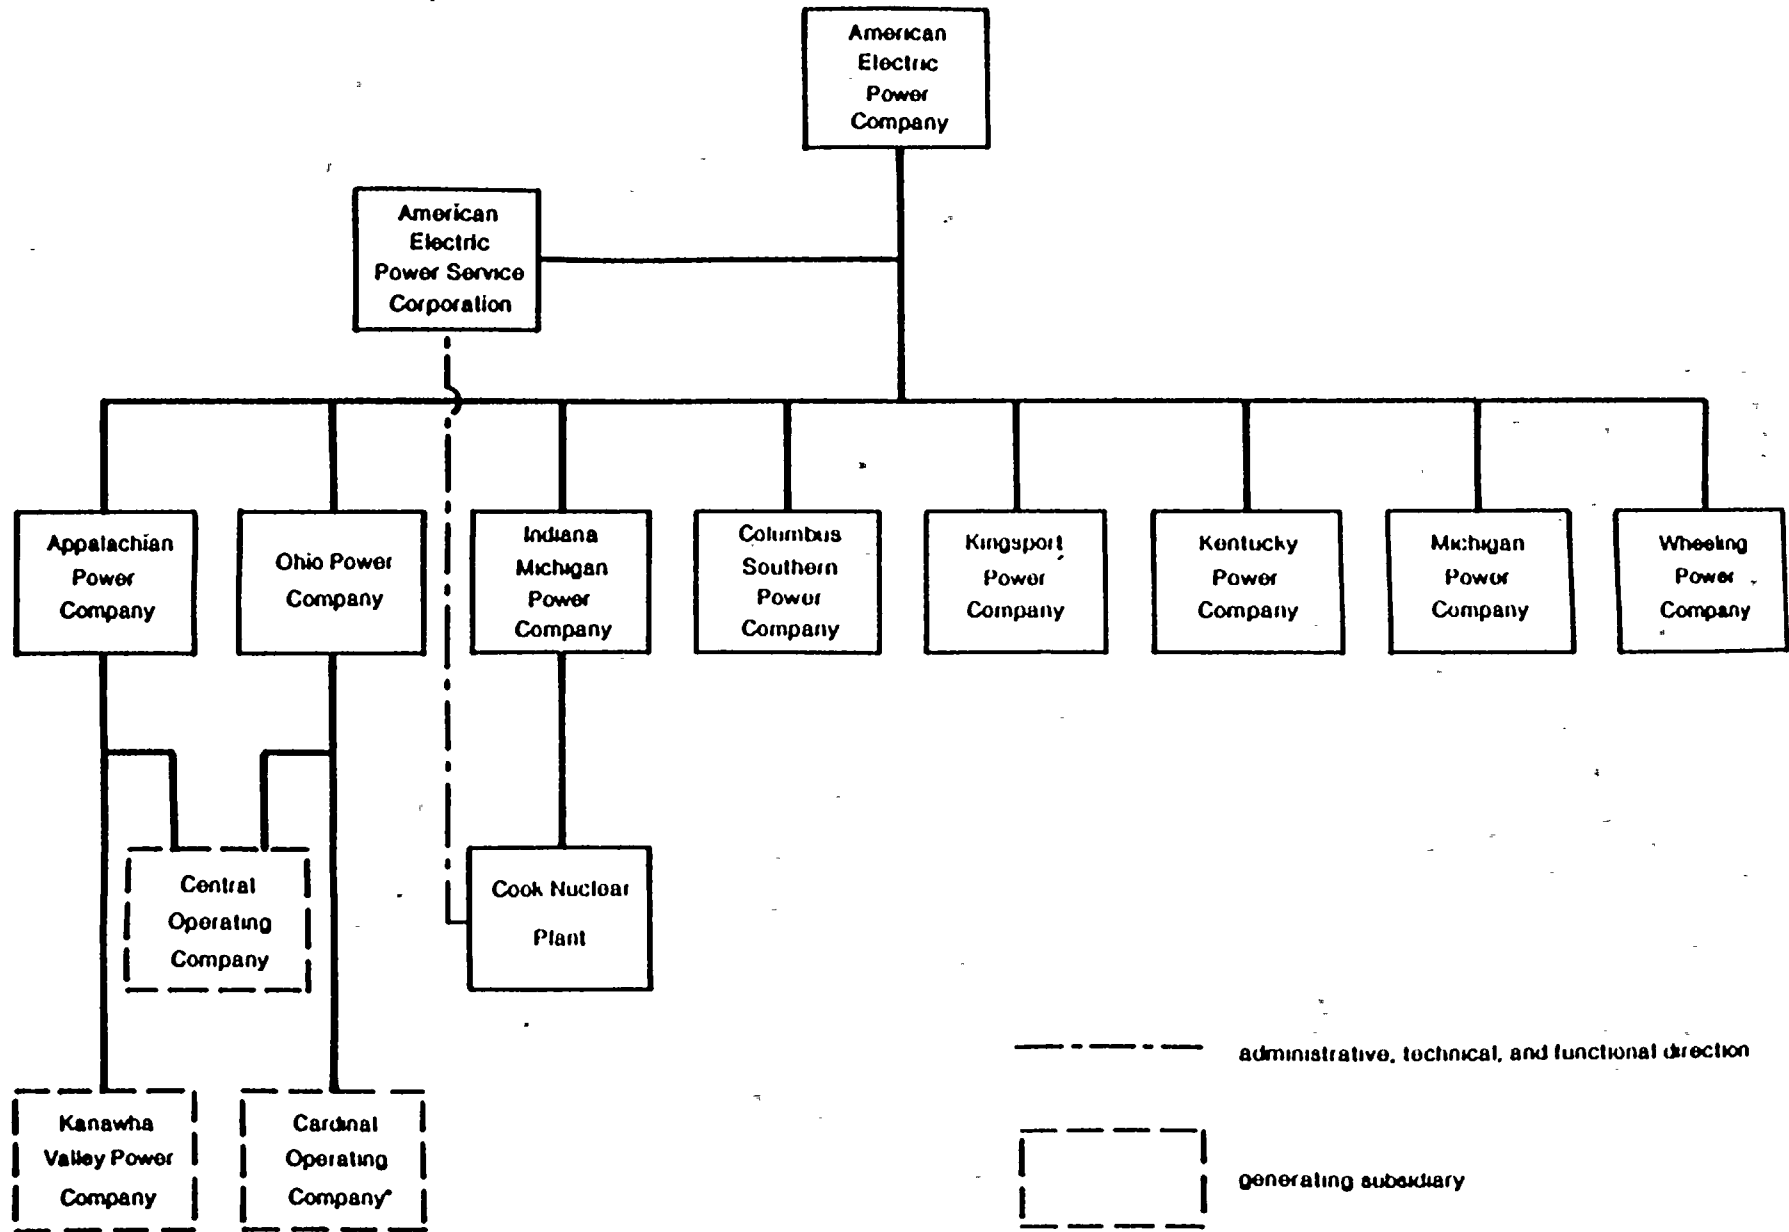 American
Electric
Power
Company
American
Electric
Power Service
Corporation
Appalachian
Power
Company
Ohio Power
Company
Indiana
Michigan
Power
Company
Columbus
Southern
Power
Company
Kingsport
Power
Company
Kentucky
Power
Company
Michigan
Power
Company
Wheeling
Power
Company
Central
Operating
Company
Cook Nuclear
Plant
Kanawha
Valley Power
Company
Cardinal
Operating
Company*
administrative, technical, and functional direction
generating subsidiary